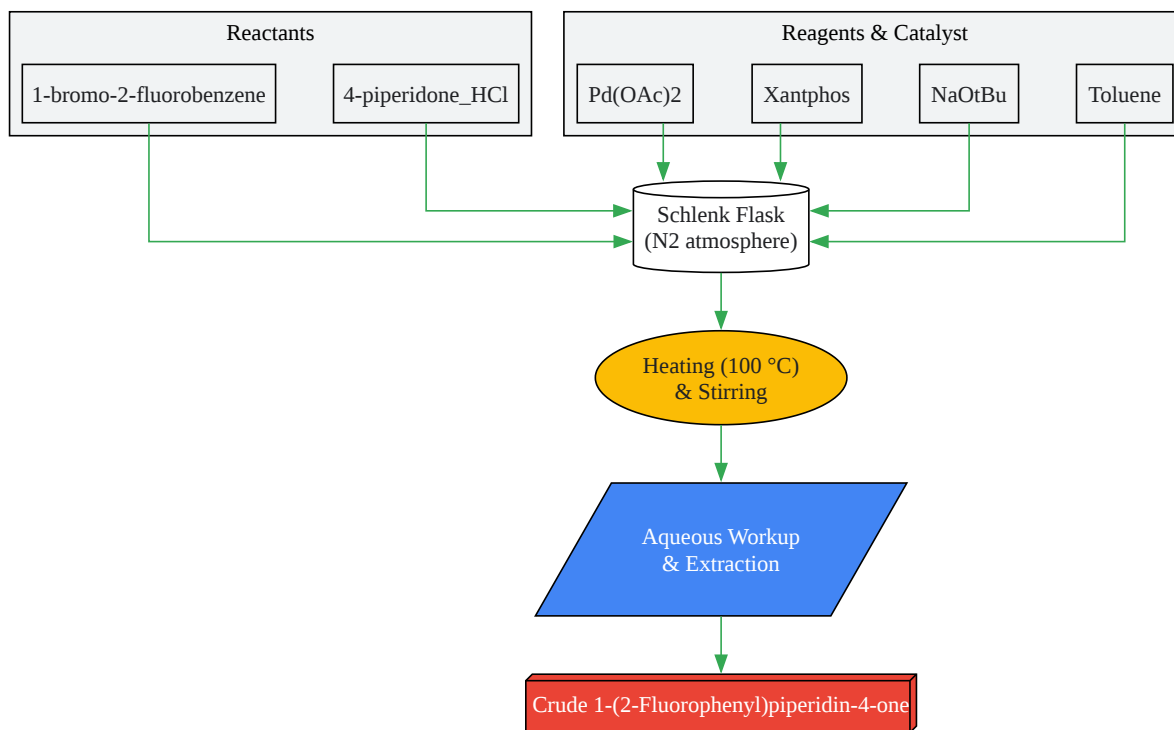 Reactants
Reagents & Catalyst
1-bromo-2-fluorobenzene
4-piperidone_HCl
Pd(OAc)2
Xantphos
NaOtBu
Toluene
Schlenk Flask
(N2 atmosphere)
Heating (100 °C)
& Stirring
Aqueous Workup
& Extraction
Crude 1-(2-Fluorophenyl)piperidin-4-one